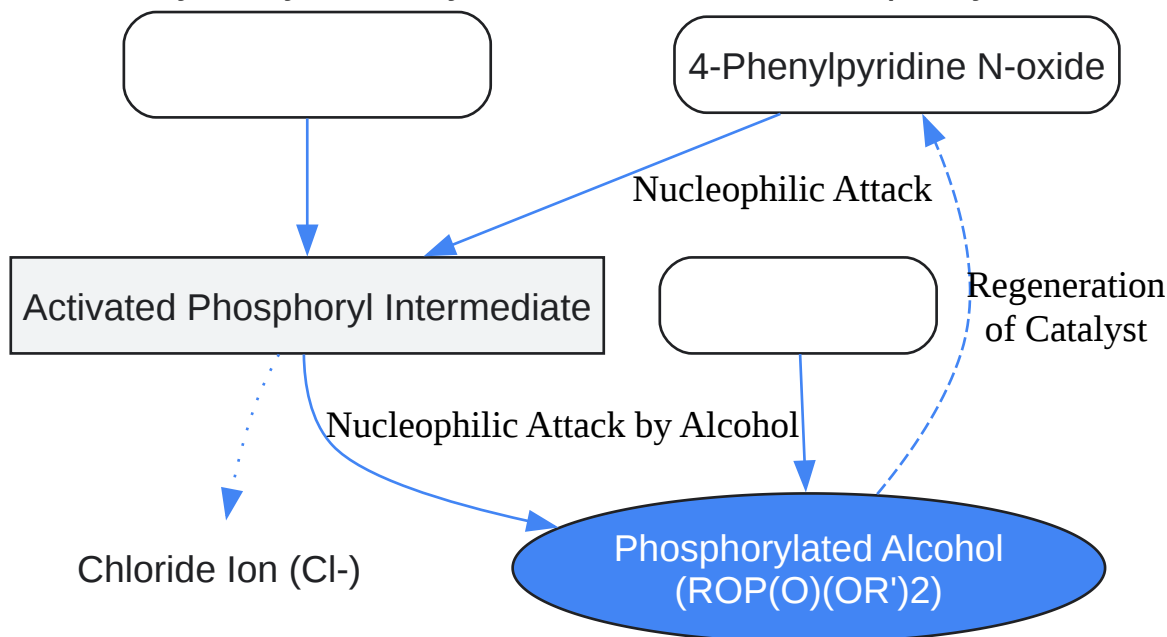 4-Phenylpyridine N-oxide
Nucleophilic Attack
Activated Phosphoryl Intermediate
Regeneration
of Catalyst
Nucleophilic Attack by Alcohol
Chloride Ion (Cl-)
Phosphorylated Alcohol
(ROP(O)(OR')2)